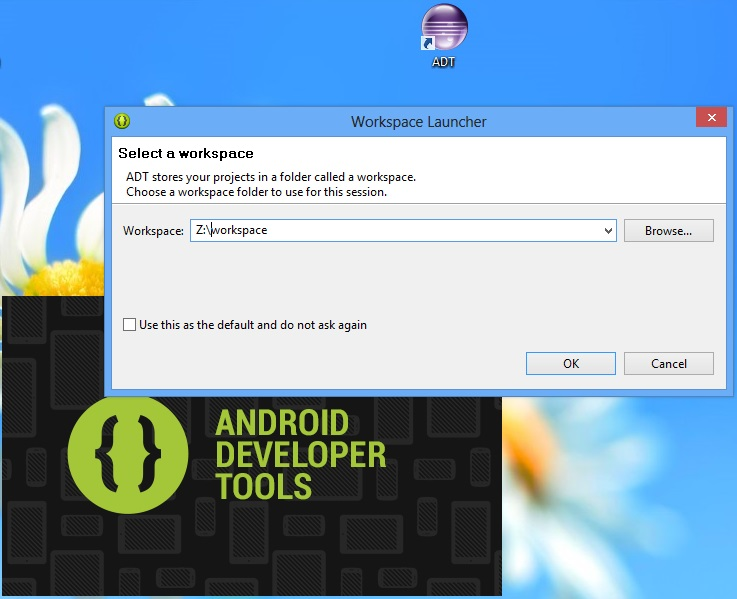 ADT
Workspace Launcher
Select a workspace
ADT stores your projects in a folder called a workspace.
Choose a workspace folder to use for this session.
Workspace: Z:\workspace Browse...
Use this as the default and do not ask again
OK Cancel
{}
ANDROID
DEVELOPER
TOOLS